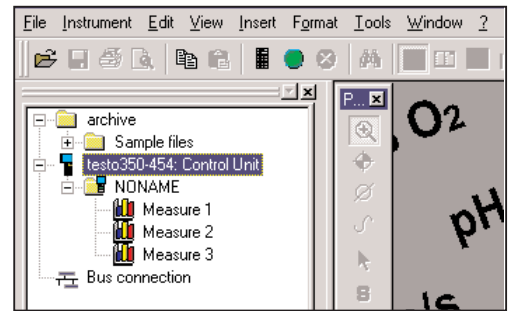 File Instrument Edit View Insert Format Tools Window ?
P...
archive
Sample files
testo350-454: Control Unit
NONAME
Measure 1
Measure 2
Measure 3
Bus connection
O2
pH